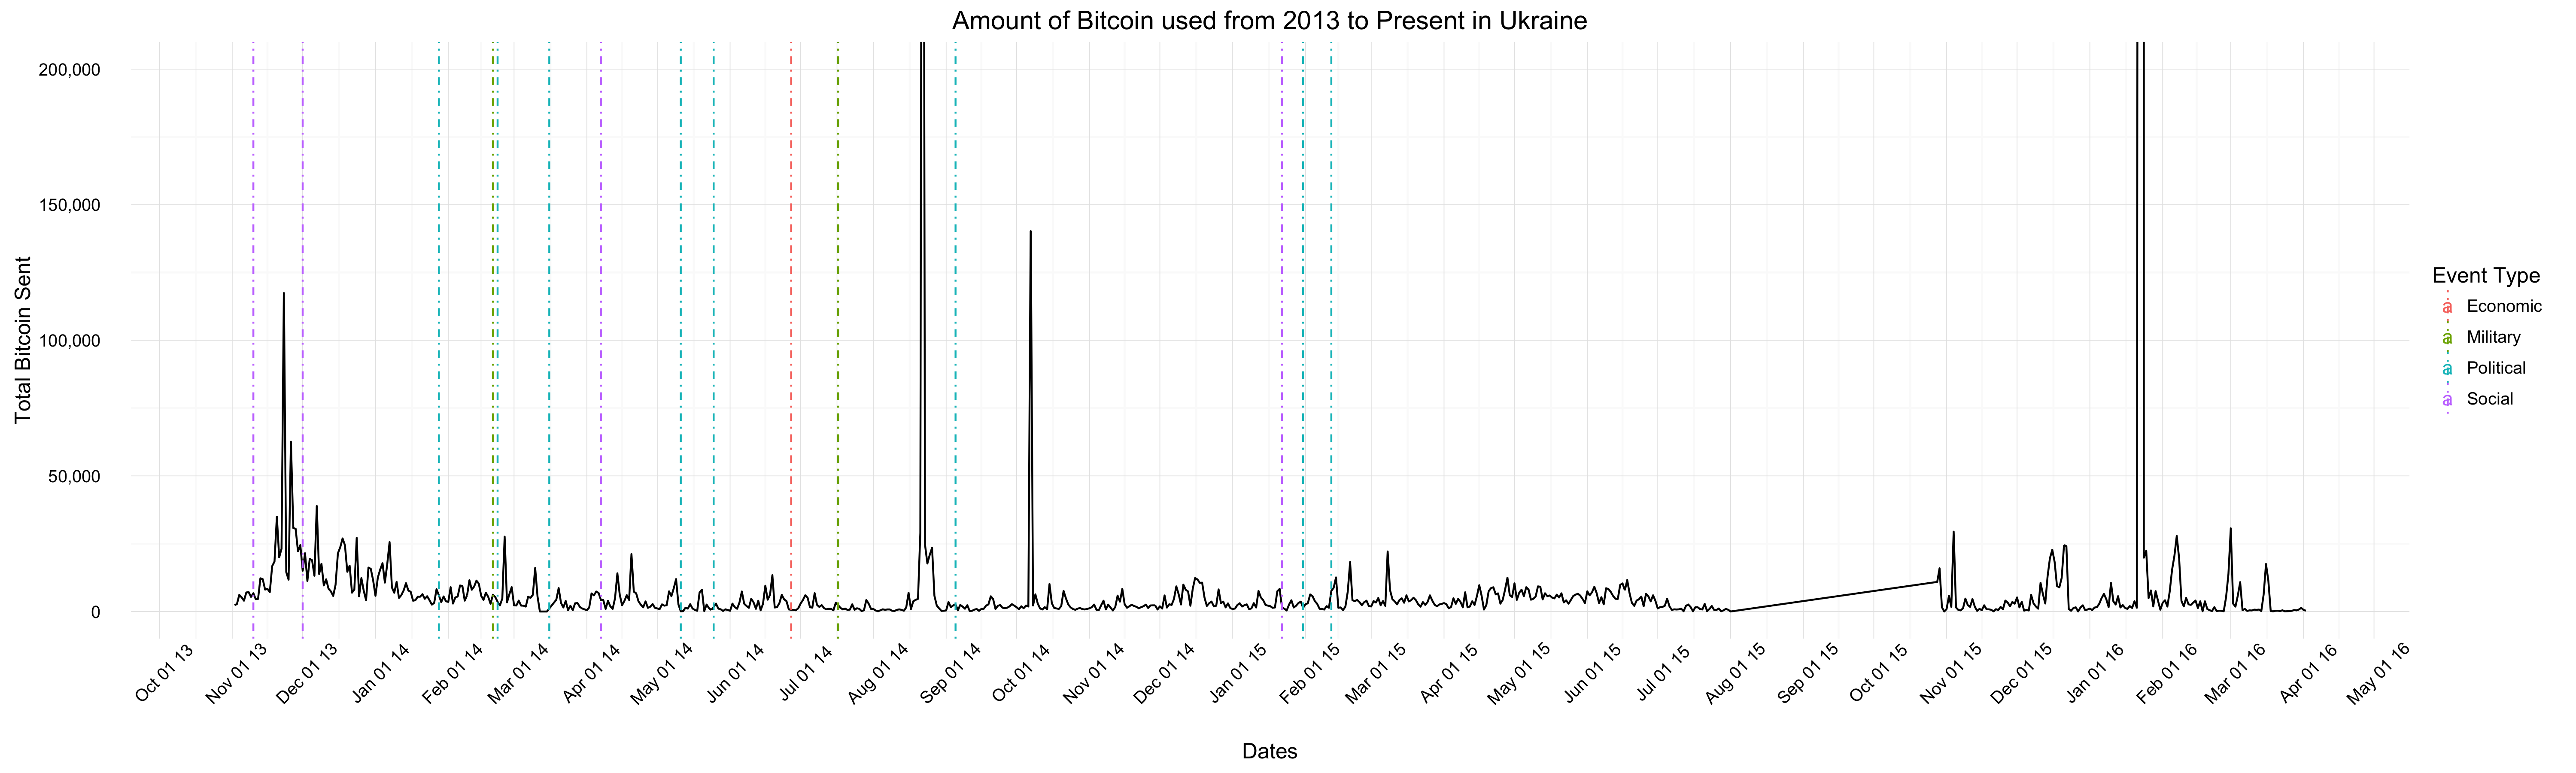 Amount of Bitcoin used from 2013 to Present in Ukraine
Total Bitcoin Sent
200,000
150,000
100,000
50,000
0
Oct 01 13
Nov 01 13
Dec 01 13
Jan 01 14
Feb 01 14
Mar 01 14
Apr 01 14
May 01 14
Jun 01 14
Jul 01 14
Aug 01 14
Sep 01 14
Oct 01 14
Nov 01 14
Dec 01 14
Jan 01 15
Feb 01 15
Mar 01 15
Apr 01 15
May 01 15
Jun 01 15
Jul 01 15
Aug 01 15
Sep 01 15
Oct 01 15
Nov 01 15
Dec 01 15
Jan 01 16
Feb 01 16
Mar 01 16
Apr 01 16
May 01 16
Dates
Event Type
a Economic
a Military
a Political
a Social